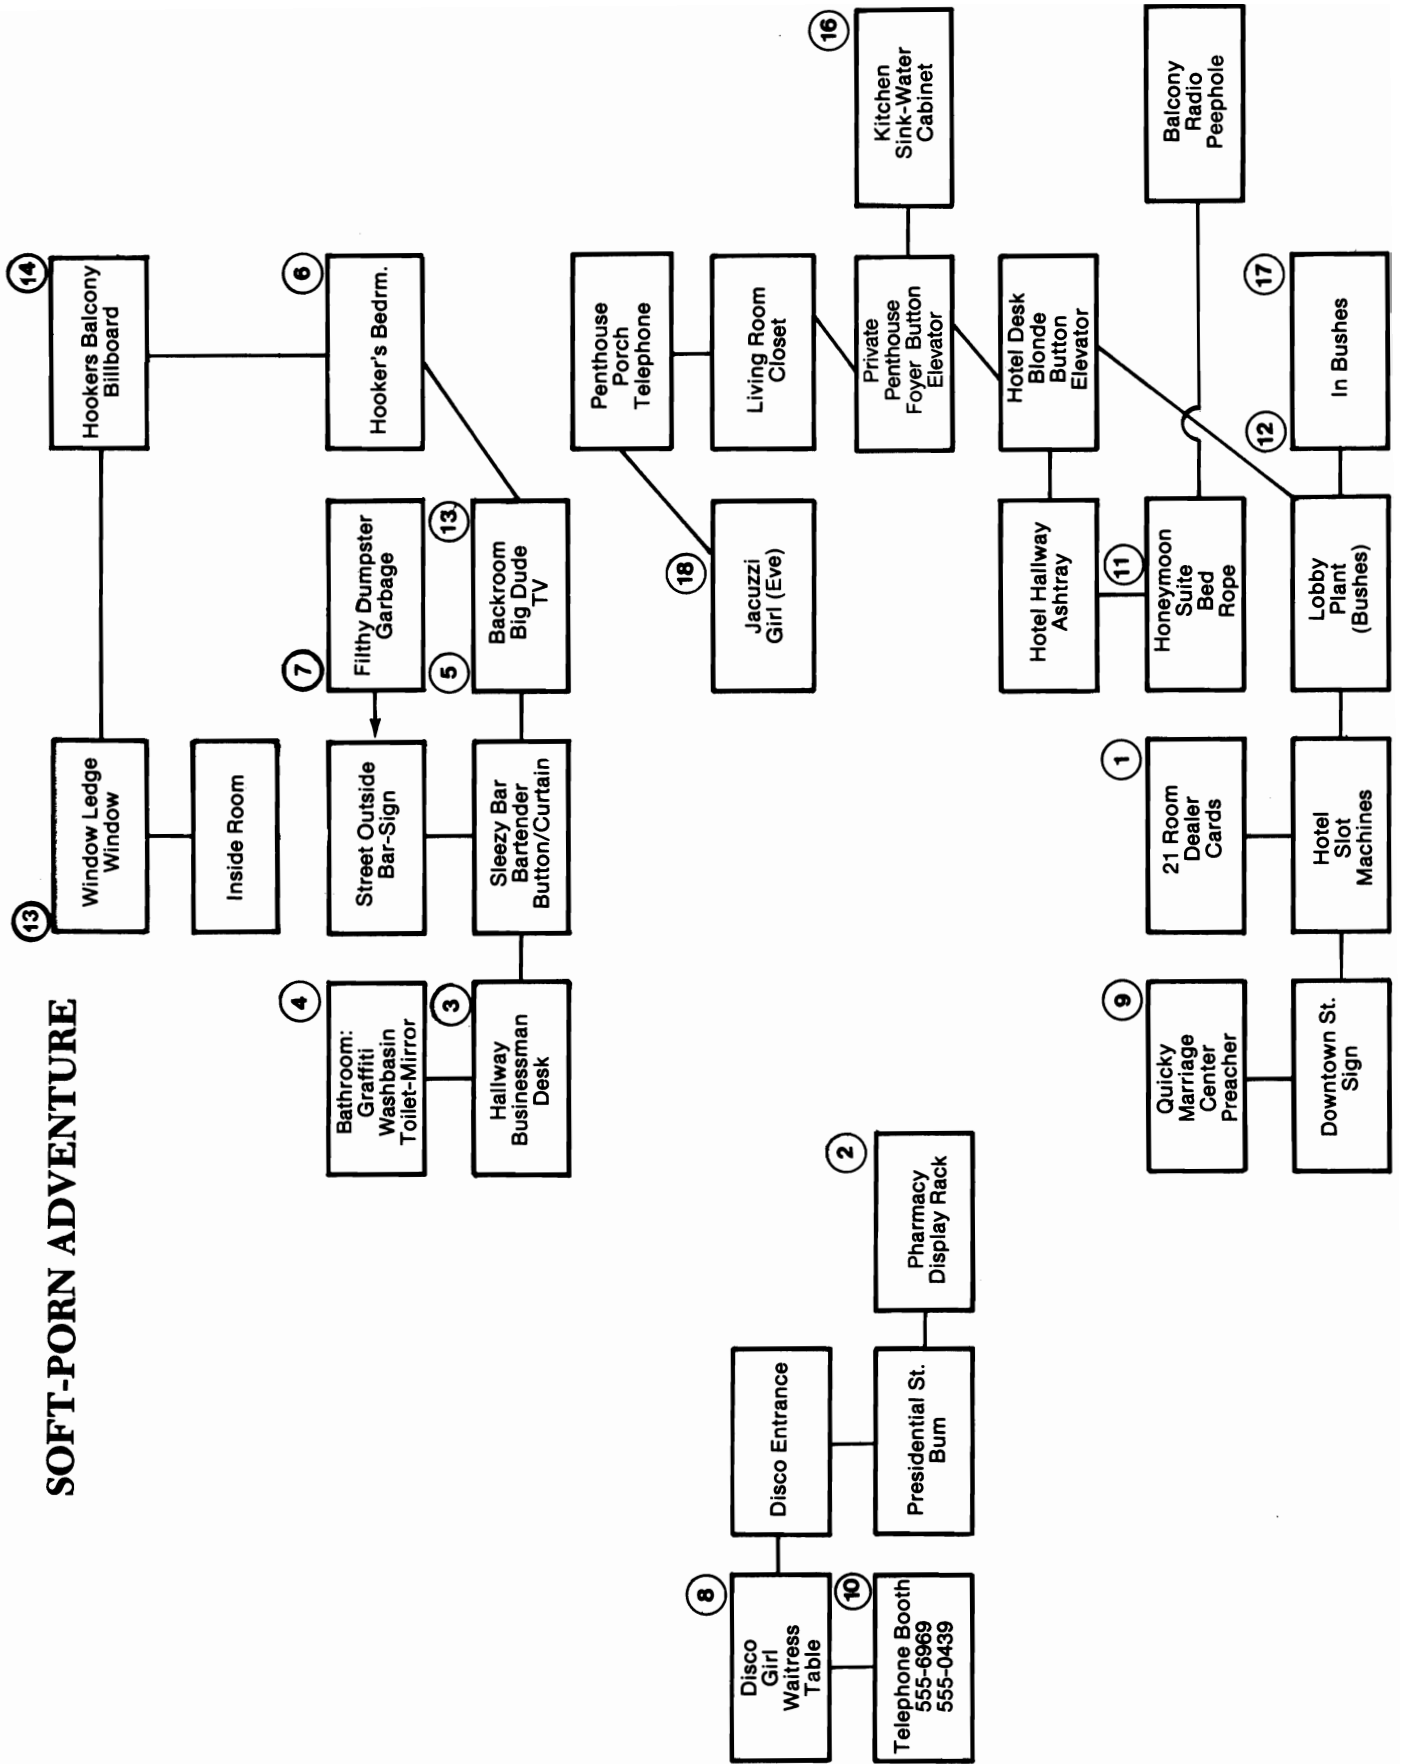 SOFT-PORN ADVENTURE
13
Window Ledge
Window
14
Hookers Balcony
Billboard
Inside Room
4
Bathroom:
Graffiti
Washbasin
Toilet-Mirror
Street Outside
Bar-Sign
7
Filthy Dumpster
Garbage
6
Hooker's Bedrm.
3
Hallway
Businessman
Desk
Sleezy Bar
Bartender
Button/Curtain
5
13
Backroom
Big Dude
TV
Penthouse
Porch
Telephone
8
Disco
Girl
Waitress
Table
Disco Entrance
18
Jacuzzi
Girl (Eve)
Living Room
Closet
10
Telephone Booth
555-6969
555-0439
Presidential St.
Bum
2
Pharmacy
Display Rack
Private
Penthouse
Foyer Button
Elevator
16
Kitchen
Sink-Water
Cabinet
Hotel Hallway
Ashtray
Hotel Desk
Blonde
Button
Elevator
9
Quicky
Marriage
Center
Preacher
1
21 Room
Dealer
Cards
11
Honeymoon
Suite
Bed
Rope
Balcony
Radio
Peephole
Downtown St.
Sign
Hotel
Slot
Machines
Lobby
Plant
(Bushes)
12
17
In Bushes